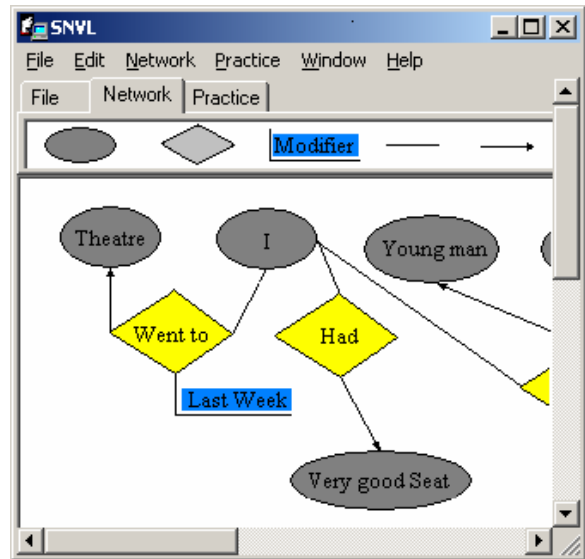 SNVL
File Edit Network Practice Window Help
File Network Practice
Modifier
Theatre I Young man
Went to Had
Last Week
Very good Seat